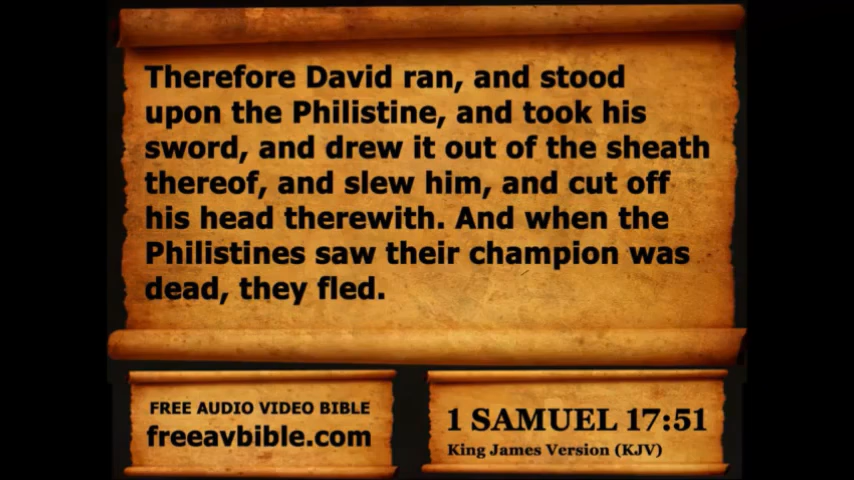 Therefore David ran, and stood
upon the Philistine, and took his
sword, and drew it out of the sheath
thereof, and slew him, and cut off
his head therewith. And when the
Philistines saw their champion was
dead, they fled.
FREE AUDIO VIDEO BIBLE
freeavbible.com
1 SAMUEL 17:51
King James Version (KJV)